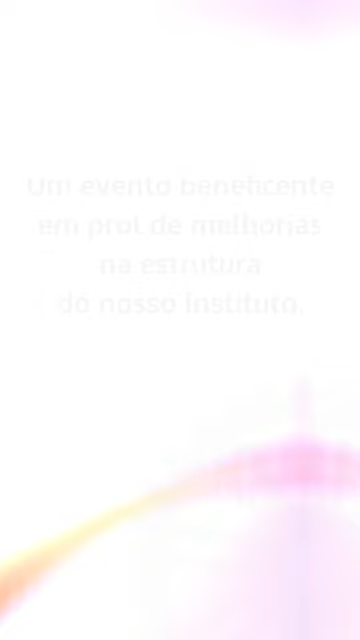 Um evento beneficente
em prol de melhorias
na estrutura
do nosso Instituto.